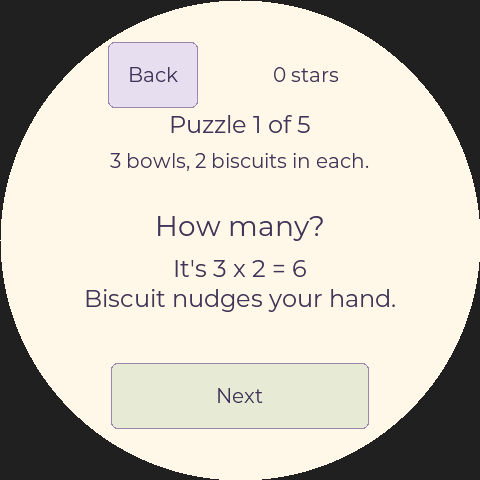 Back
0 stars
Puzzle 1 of 5
3 bowls, 2 biscuits in each.
How many?
It's 3 x 2 = 6
Biscuit nudges your hand.
Next